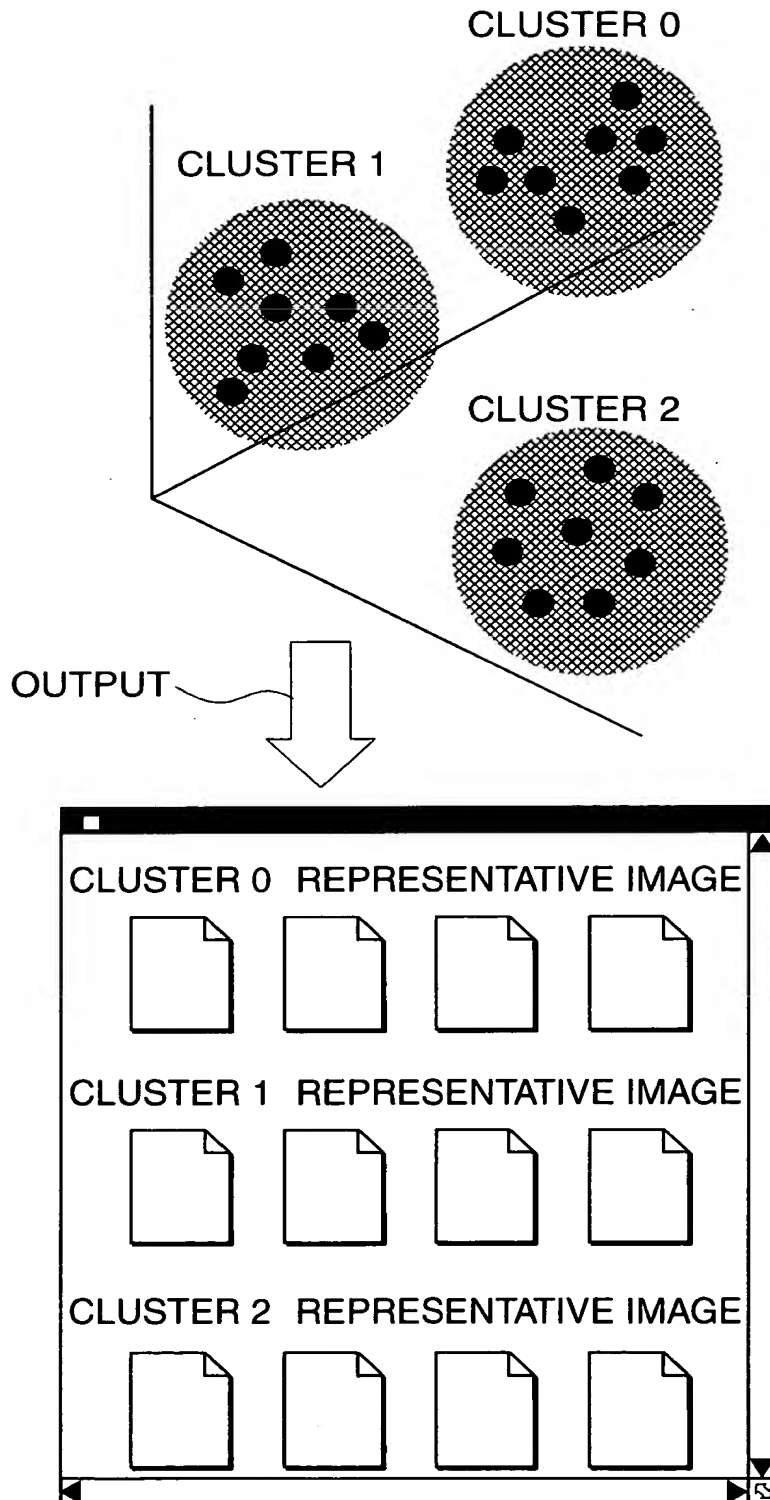 CLUSTER 0
CLUSTER 1
CLUSTER 2
OUTPUT
CLUSTER 0 REPRESENTATIVE IMAGE
CLUSTER 1 REPRESENTATIVE IMAGE
CLUSTER 2 REPRESENTATIVE IMAGE